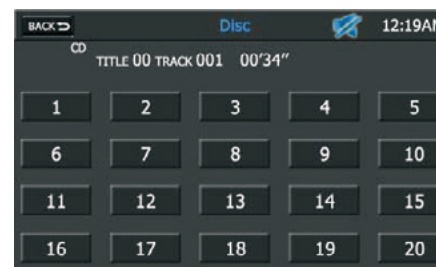 BACK Disc 12:19AM
CD
TITLE 00 TRACK 001 00'34"
1 2 3 4 5
6 7 8 9 10
11 12 13 14 15
16 17 18 19 20